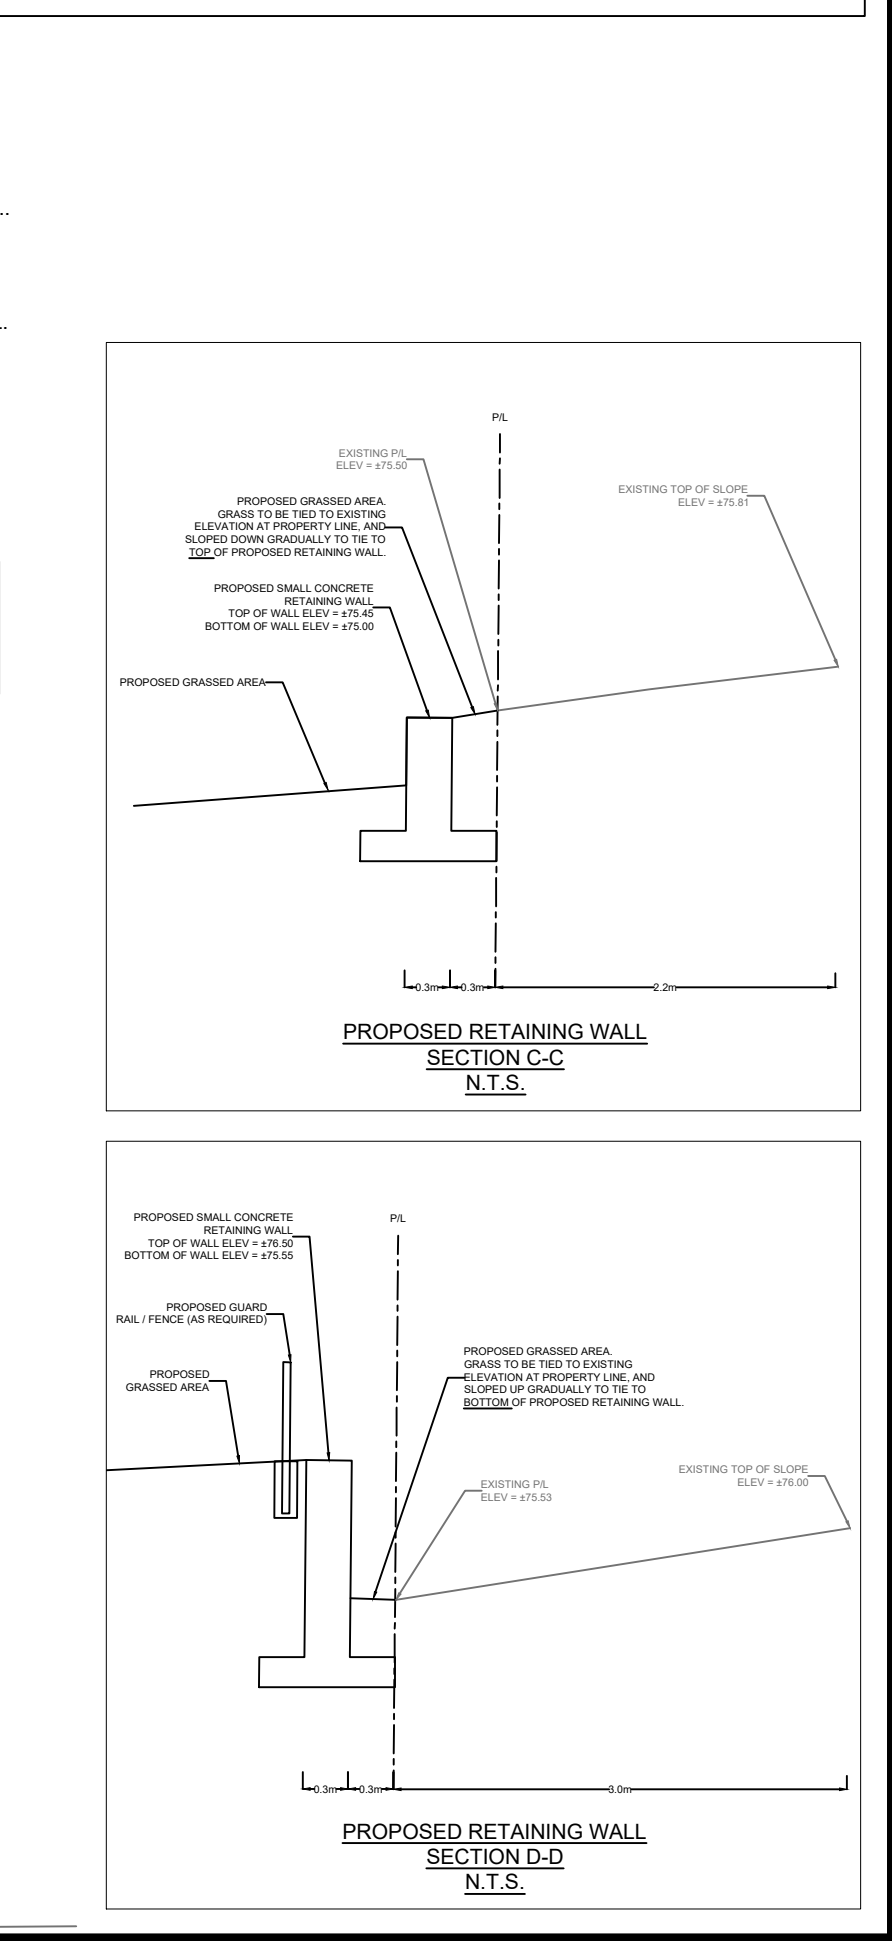 P/L
EXISTING P/L
ELEV = ±75.50
EXISTING TOP OF SLOPE
ELEV = ±75.81
PROPOSED GRASSED AREA.
GRASS TO BE TIED TO EXISTING
ELEVATION AT PROPERTY LINE, AND
SLOPED DOWN GRADUALLY TO TIE TO
TOP OF PROPOSED RETAINING WALL.
PROPOSED SMALL CONCRETE
RETAINING WALL
TOP OF WALL ELEV = ±75.45
BOTTOM OF WALL ELEV = ±75.00
PROPOSED GRASSED AREA
0.3m 0.3m 2.2m
PROPOSED RETAINING WALL
SECTION C-C
N.T.S.
PROPOSED SMALL CONCRETE
RETAINING WALL
TOP OF WALL ELEV = ±76.50
BOTTOM OF WALL ELEV = ±75.55
P/L
PROPOSED GUARD
RAIL / FENCE (AS REQUIRED)
PROPOSED
GRASSED AREA
PROPOSED GRASSED AREA.
GRASS TO BE TIED TO EXISTING
ELEVATION AT PROPERTY LINE, AND
SLOPED UP GRADUALLY TO TIE TO
BOTTOM OF PROPOSED RETAINING WALL.
EXISTING P/L
ELEV = ±75.53
EXISTING TOP OF SLOPE
ELEV = ±76.00
0.3m 0.3m 3.0m
PROPOSED RETAINING WALL
SECTION D-D
N.T.S.